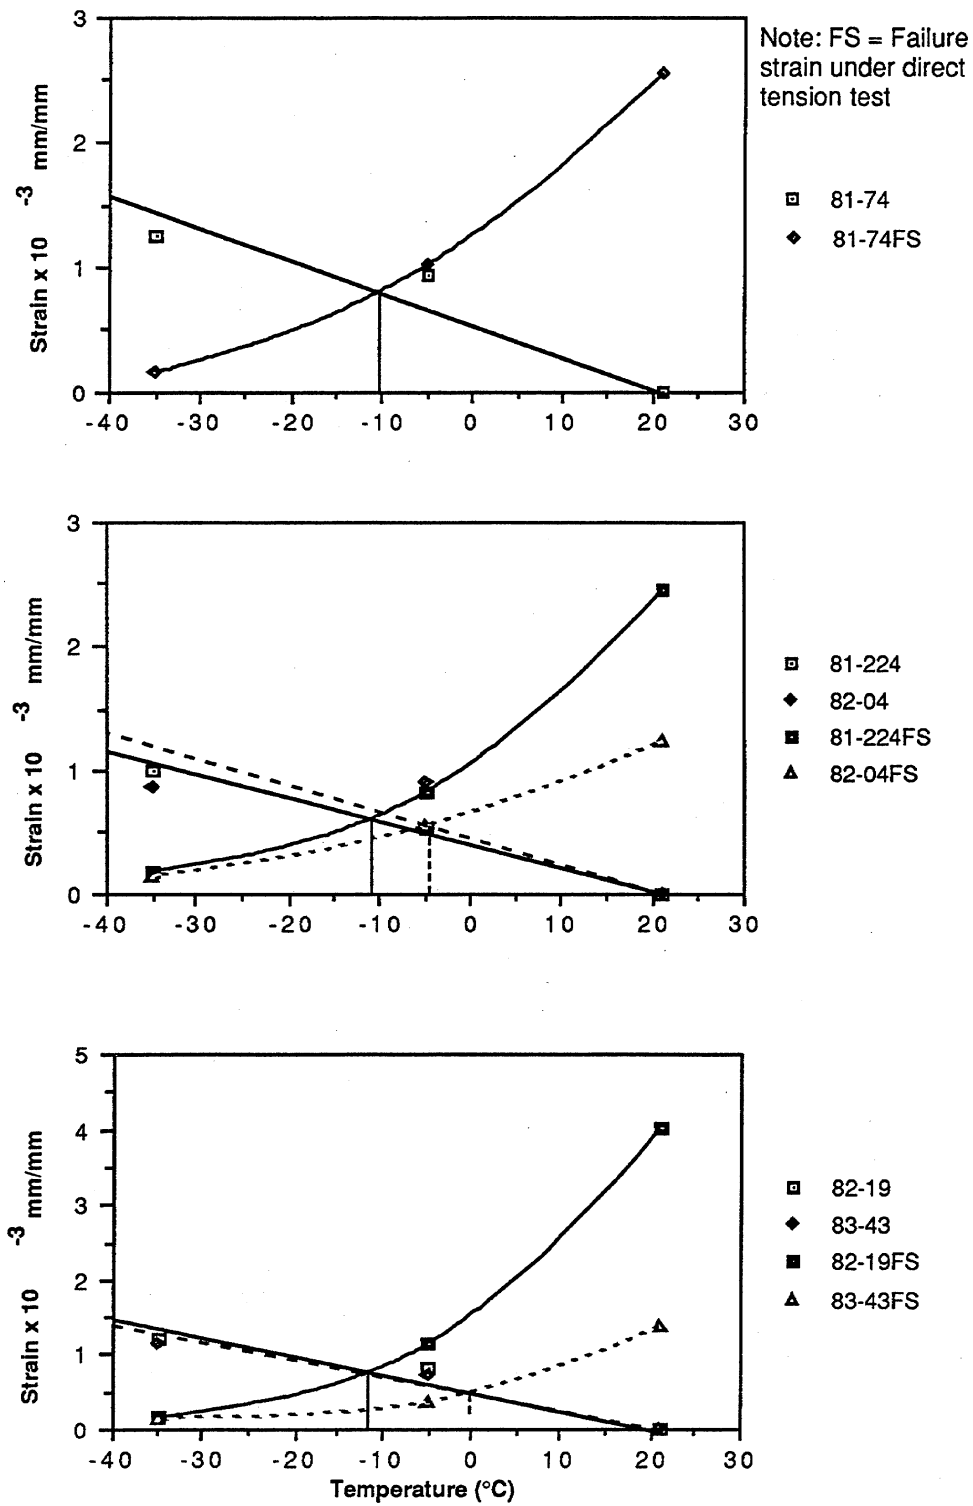 Note: FS = Failure
strain under direct
tension test
3
2
1
0
Strain x 10 -3 mm/mm
-40 -30 -20 -10 0 10 20 30
81-74
81-74FS
3
2
1
0
Strain x 10 -3 mm/mm
-40 -30 -20 -10 0 10 20 30
81-224
82-04
81-224FS
82-04FS
5
4
3
2
1
0
Strain x 10 -3 mm/mm
-40 -30 -20 -10 0 10 20 30
Temperature (°C)
82-19
83-43
82-19FS
83-43FS